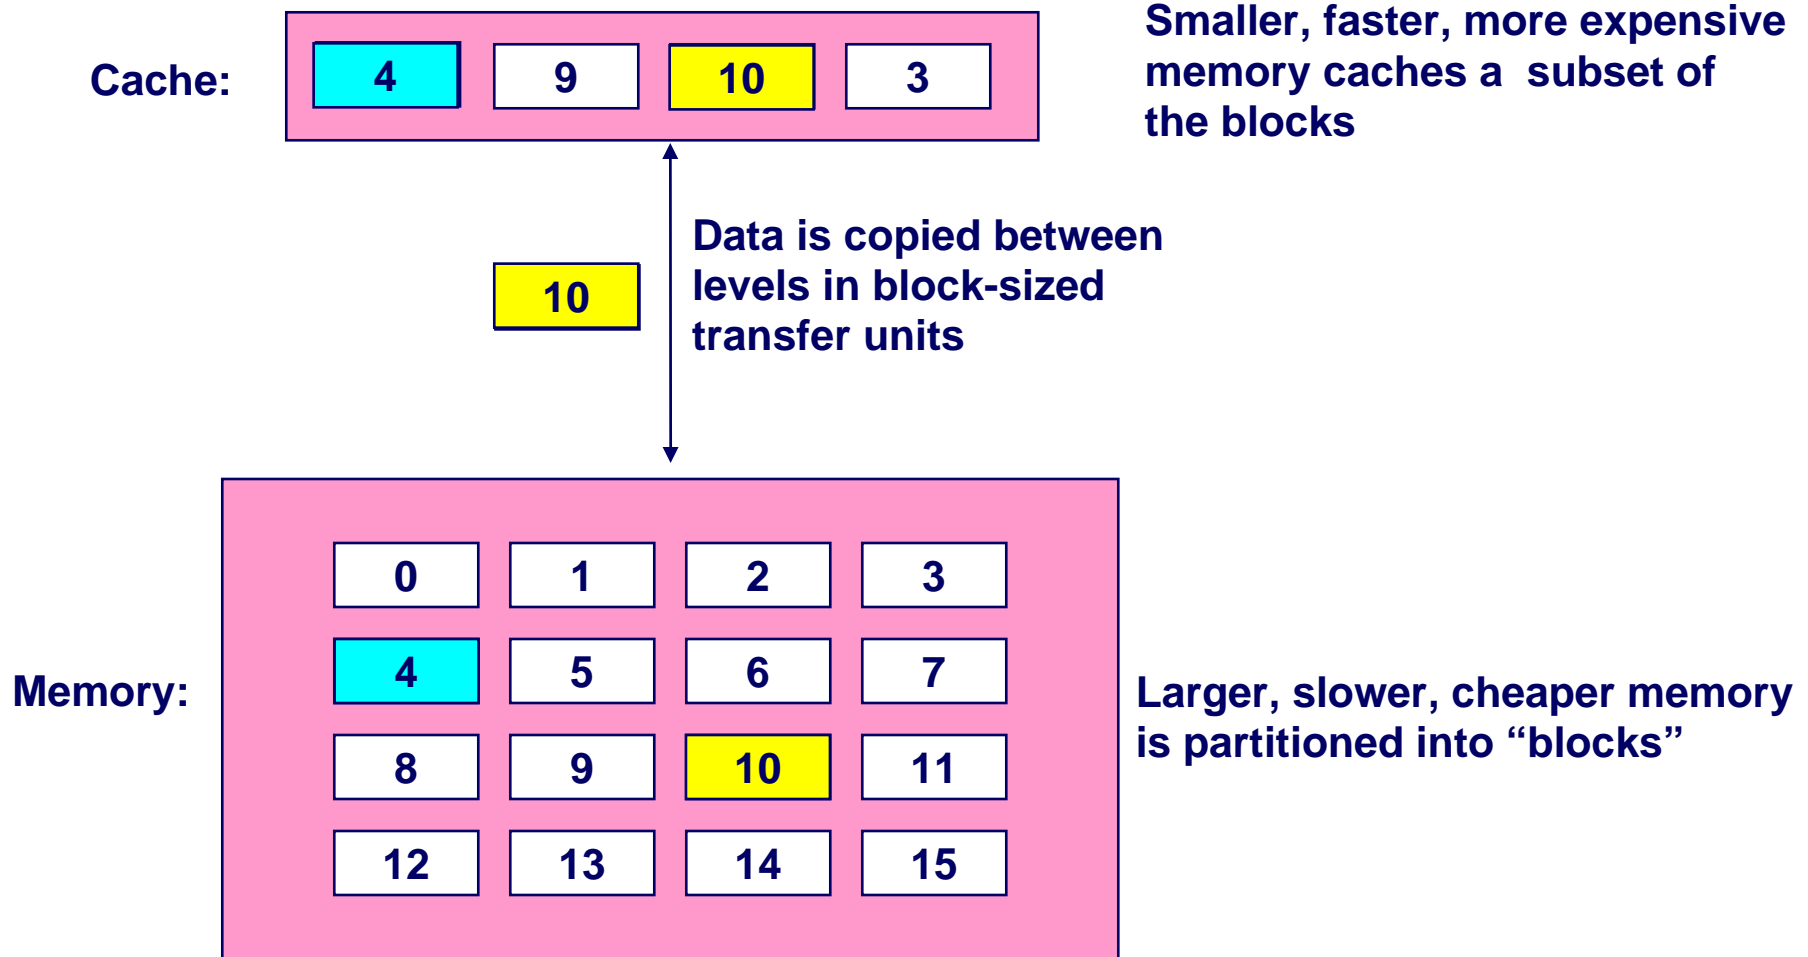 Smaller, faster, more expensive
memory caches a  subset of
the blocks
Cache:
4 9 10 3
Data is copied between
levels in block-sized
transfer units
10
Memory:
0 1 2 3
4 5 6 7
8 9 10 11
12 13 14 15
Larger, slower, cheaper memory
is partitioned into “blocks”